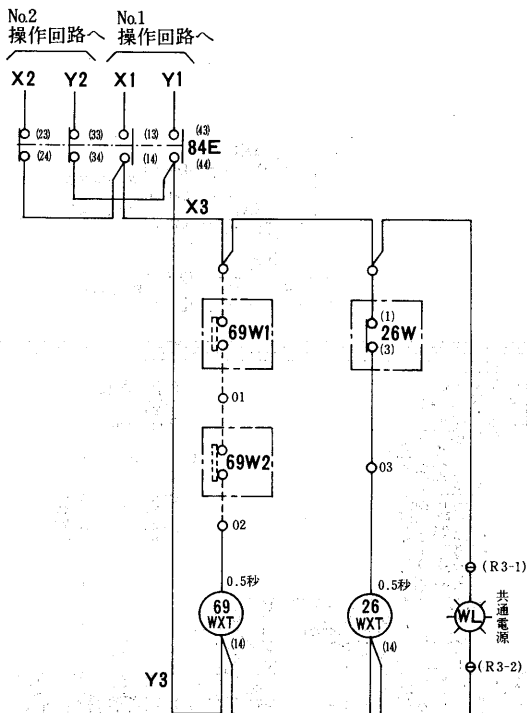 No.2
操作回路へ
No.1
操作回路へ
X2 Y2 X1 Y1
(23) (33) (13) (43)
84E
(24) (34) (14) (44)
X3
69W1
(1)
26W
(3)
01
69W2
03
02
(R3-1)
0.5秒
0.5秒
69
WXT
26
WXT
WL
共通電源
(14)
(14)
(R3-2)
Y3